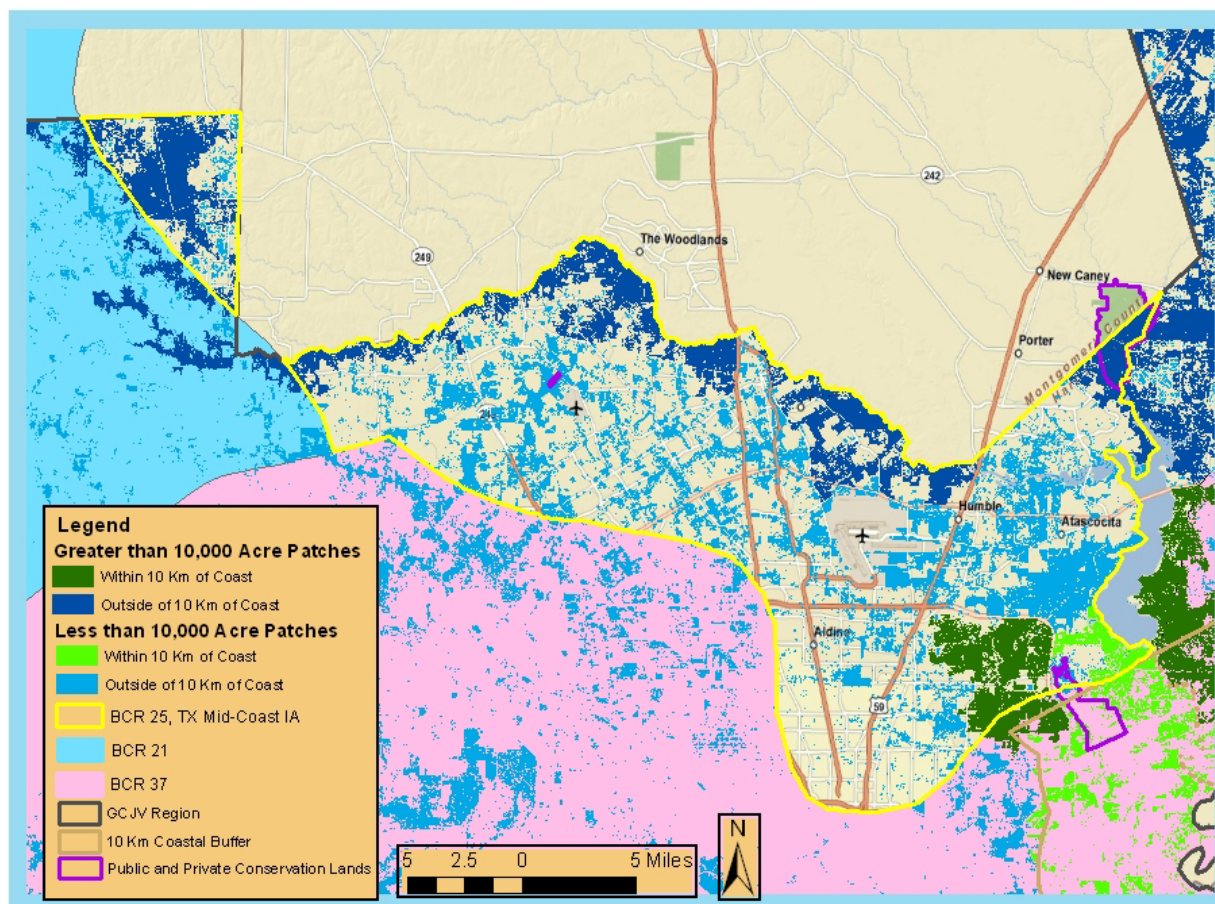 242
The Woodlands
249
New Caney
Porter
Montgomery County
Humble
Atascocita
Aldine
59
Legend
Greater than 10,000 Acre Patches
Within 10 Km of Coast
Outside of 10 Km of Coast
Less than 10,000 Acre Patches
Within 10 Km of Coast
Outside of 10 Km of Coast
BCR 25, TX Mid-Coast IA
BCR 21
BCR 37
GCJV Region
10 Km Coastal Buffer
Public and Private Conservation Lands
5 2.5 0 5 Miles
N